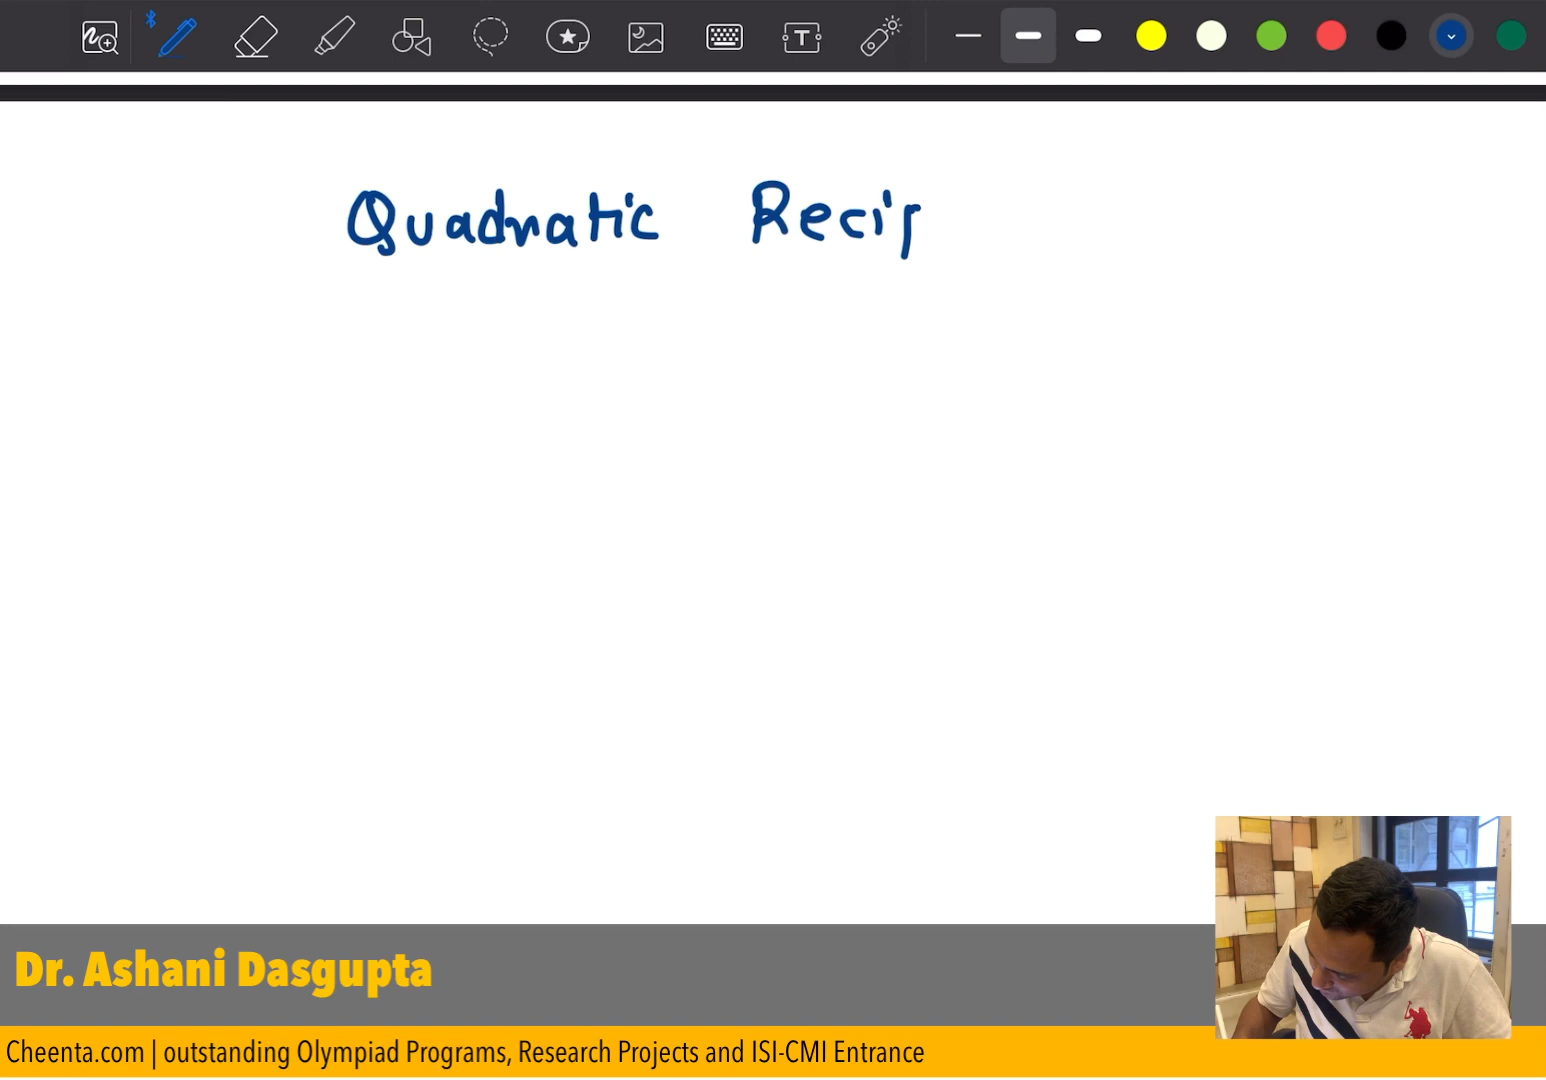 Quadratic Recip
Dr. Ashani Dasgupta
Cheenta.com | outstanding Olympiad Programs, Research Projects and ISI-CMI Entrance